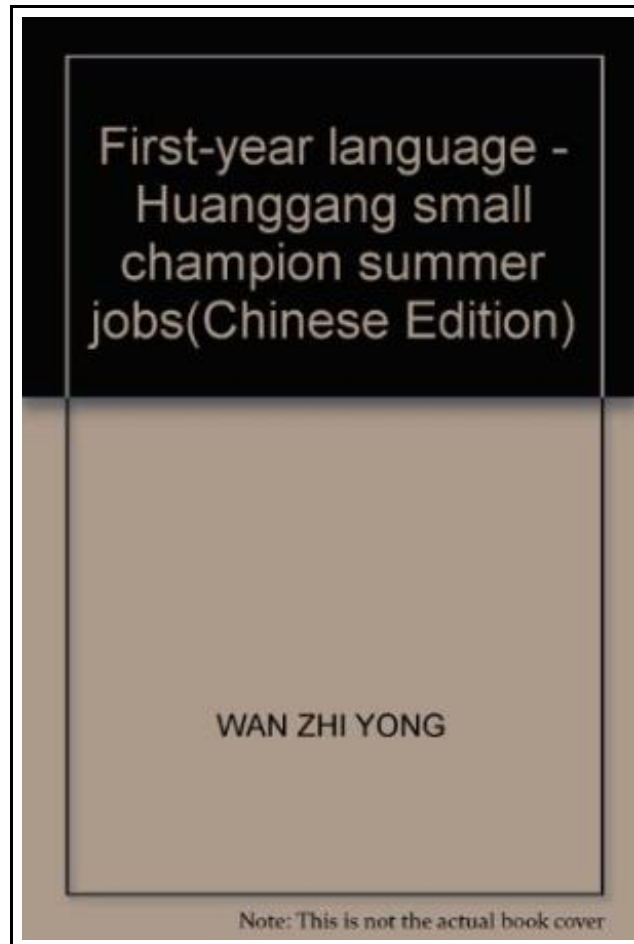 First-year language -
Huanggang small
champion summer
jobs(Chinese Edition)
WAN ZHI YONG
Note: This is not the actual book cover